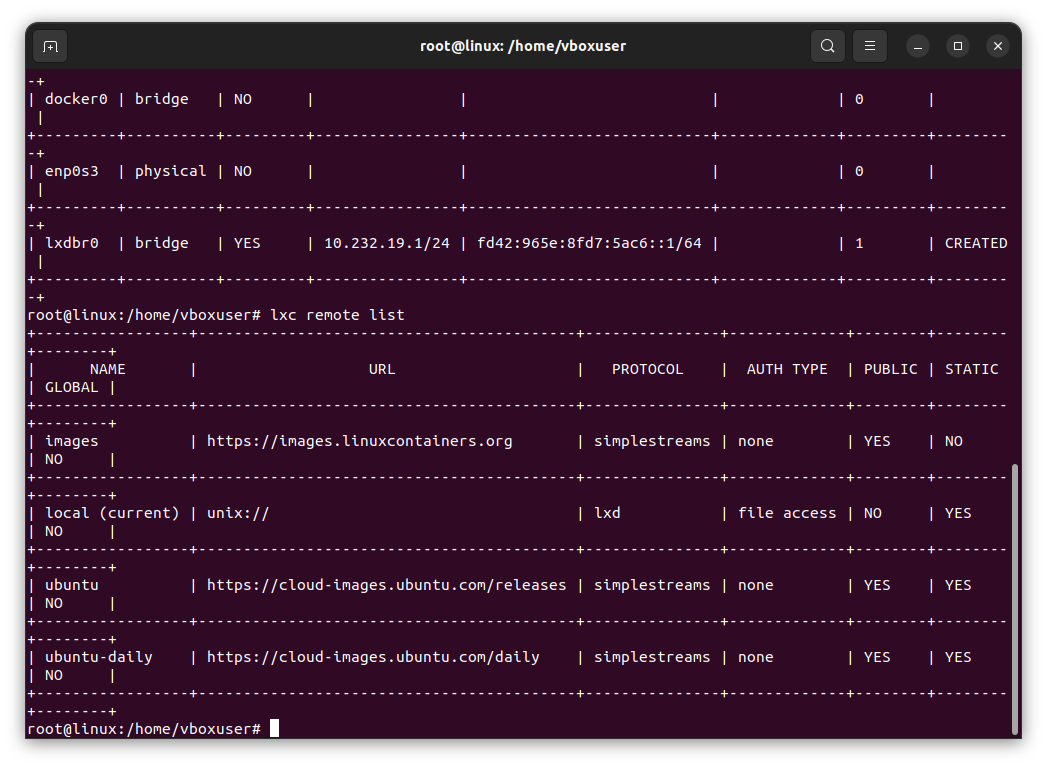 root@linux: /home/vboxuser
-+
| docker0 | bridge   | NO      |                |                           |             | 0       |
 |
+---------+----------+---------+----------------+---------------------------+-------------+---------+--------
-+
| enp0s3  | physical | NO      |                |                           |             | 0       |
 |
+---------+----------+---------+----------------+---------------------------+-------------+---------+--------
-+
| lxdbr0  | bridge   | YES     | 10.232.19.1/24 | fd42:965e:8fd7:5ac6::1/64 |             | 1       | CREATED
 |
+---------+----------+---------+----------------+---------------------------+-------------+---------+--------
-+
root@linux:/home/vboxuser# lxc remote list
+-----------------+------------------------------------------+---------------+-------------+--------+--------
+--------+
|      NAME       |                   URL                    |   PROTOCOL    |  AUTH TYPE  | PUBLIC | STATIC
| GLOBAL |
+-----------------+------------------------------------------+---------------+-------------+--------+--------
+--------+
| images          | https://images.linuxcontainers.org       | simplestreams | none        | YES    | NO
| NO     |
+-----------------+------------------------------------------+---------------+-------------+--------+--------
+--------+
| local (current) | unix://                                  | lxd           | file access | NO     | YES
| NO     |
+-----------------+------------------------------------------+---------------+-------------+--------+--------
+--------+
| ubuntu          | https://cloud-images.ubuntu.com/releases | simplestreams | none        | YES    | YES
| NO     |
+-----------------+------------------------------------------+---------------+-------------+--------+--------
+--------+
| ubuntu-daily    | https://cloud-images.ubuntu.com/daily    | simplestreams | none        | YES    | YES
| NO     |
+-----------------+------------------------------------------+---------------+-------------+--------+--------
+--------+
root@linux:/home/vboxuser#